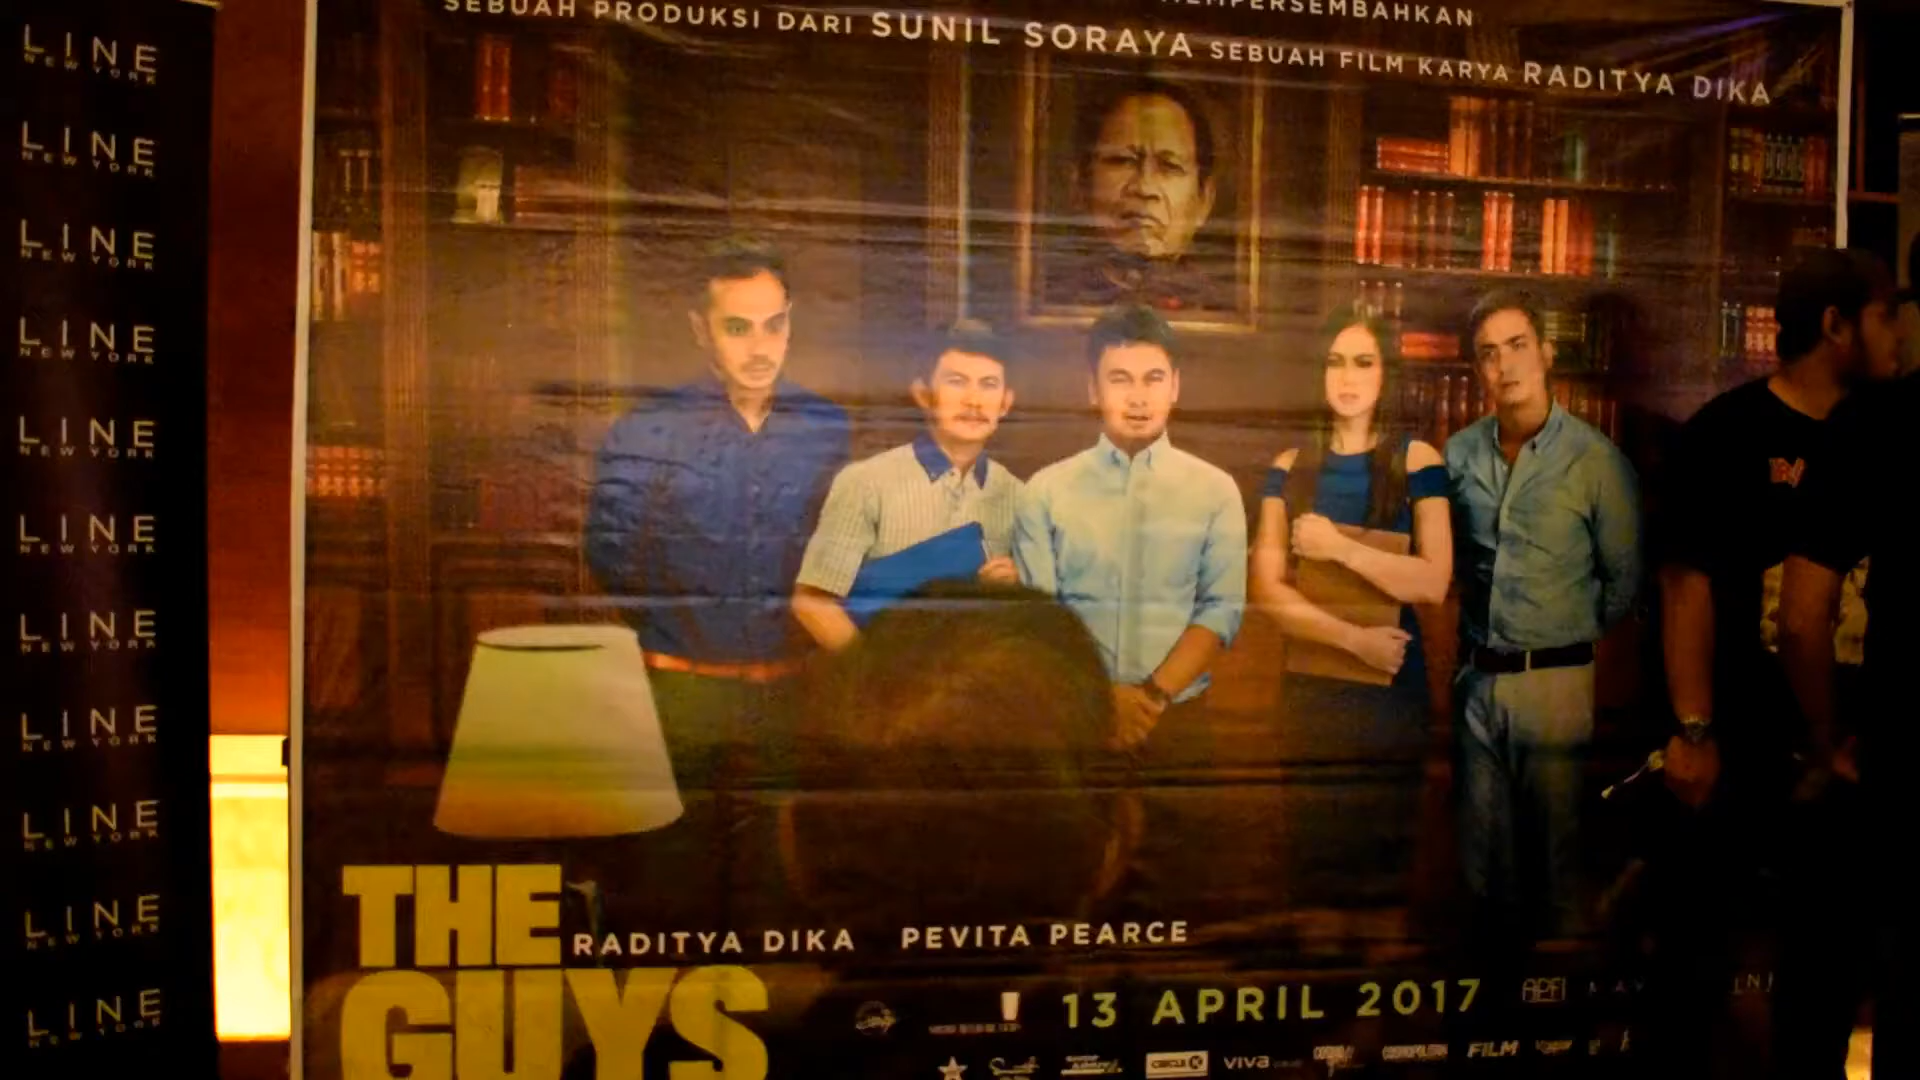 LINE
NEW YORK
LINE
NEW YORK
LINE
NEW YORK
LINE
NEW YORK
LINE
NEW YORK
LINE
NEW YORK
LINE
NEW YORK
LINE
NEW YORK
LINE
NEW YORK
LINE
NEW YORK
LINE
NEW YORK
SEBUAH PRODUKSI DARI SUNIL SORAYA SEBUAH FILM KARYA RADITYA DIKA
THE
GUYS
RADITYA DIKA PEVITA PEARCE
13 APRIL 2017
CIRCLE K viva COSMOPOLITAN FILM